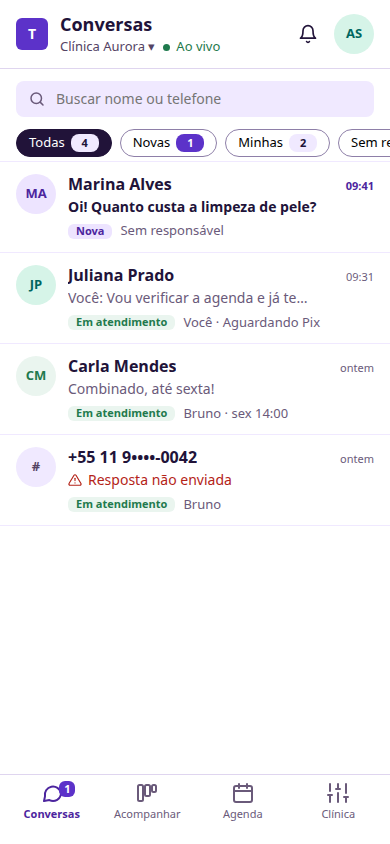 T
Conversas
Clínica Aurora ▾ ● Ao vivo
AS
Buscar nome ou telefone
Todas 4
Novas 1
Minhas 2
Sem re
MA
Marina Alves
09:41
Oi! Quanto custa a limpeza de pele?
Nova Sem responsável
JP
Juliana Prado
09:31
Você: Vou verificar a agenda e já te…
Em atendimento Você · Aguardando Pix
CM
Carla Mendes
ontem
Combinado, até sexta!
Em atendimento Bruno · sex 14:00
#
+55 11 9••••-0042
ontem
Resposta não enviada
Em atendimento Bruno
1
Conversas
Acompanhar
Agenda
Clínica